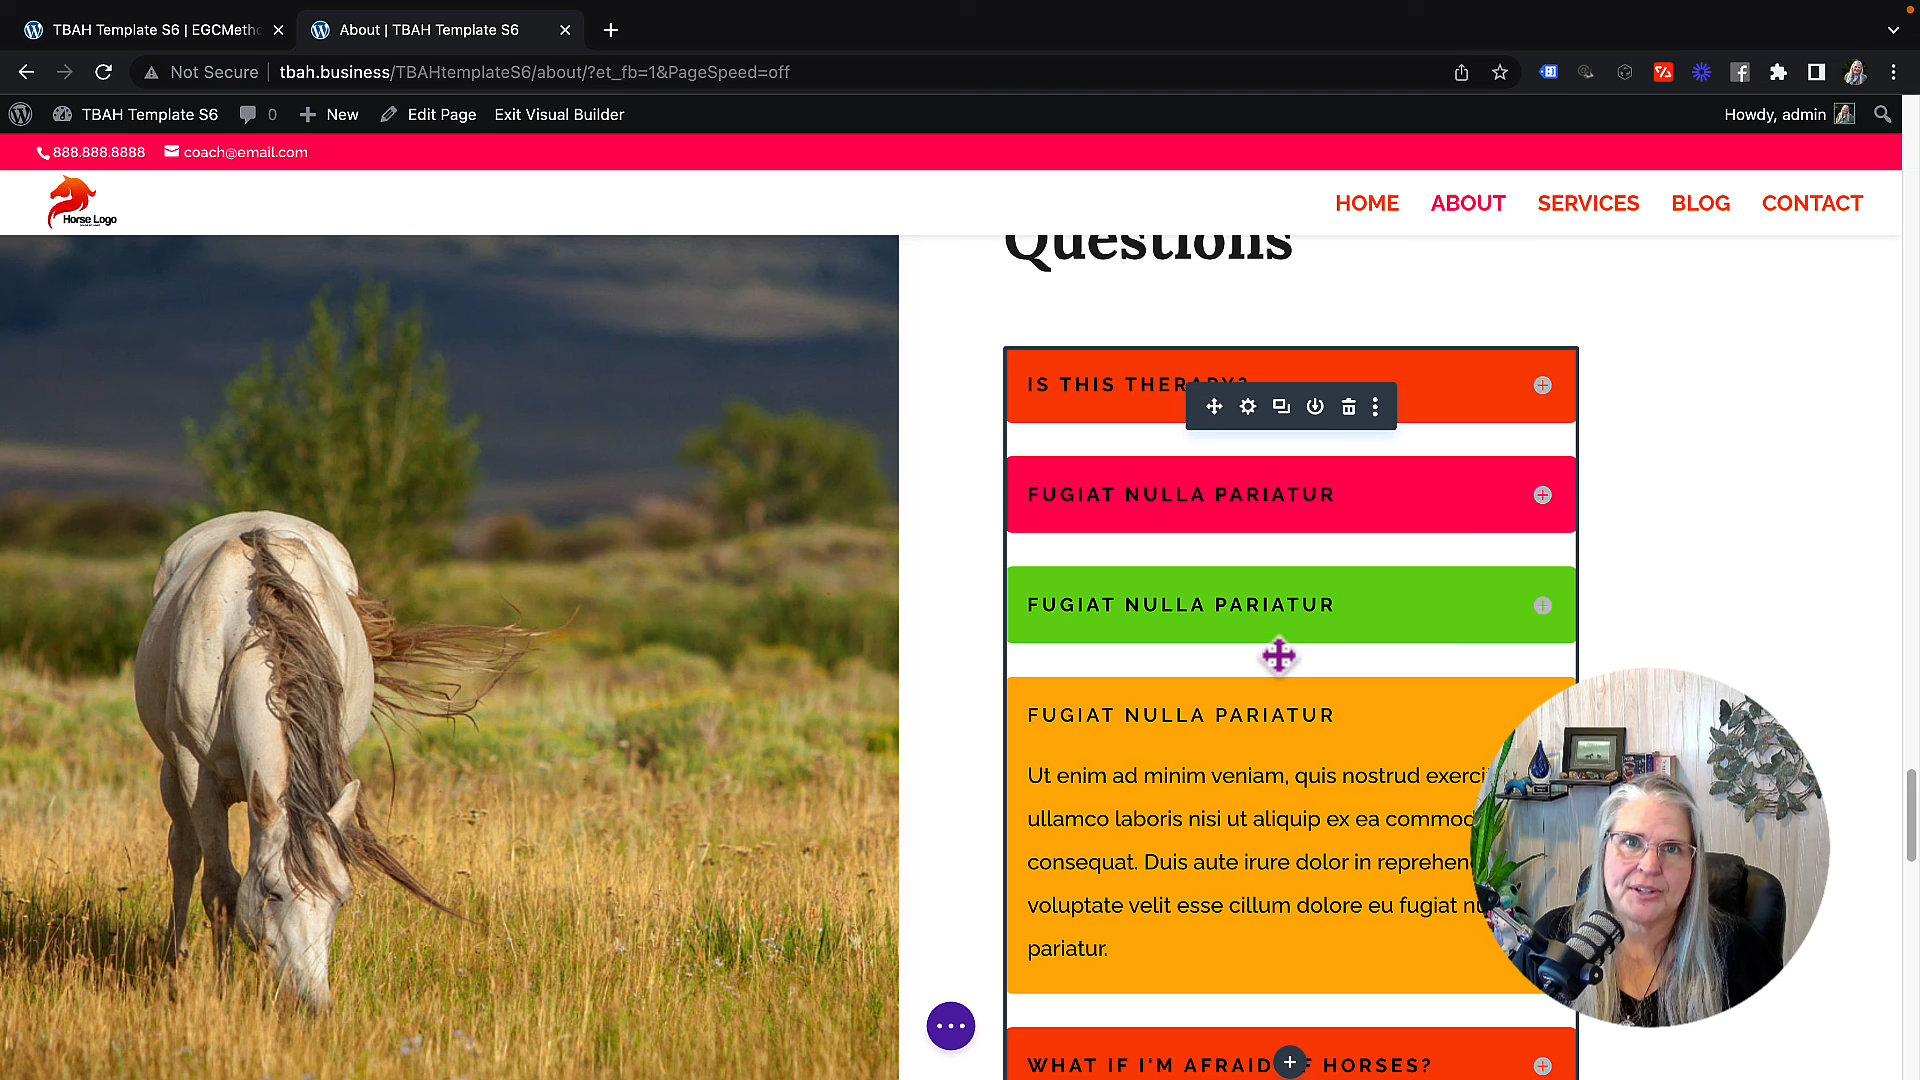 TBAH Template S6 | EGCMetho
About | TBAH Template S6
Not Secure
tbah.business/TBAHtemplateS6/about/?et_fb=1&PageSpeed=off
TBAH Template S6
0
New
Edit Page
Exit Visual Builder
Howdy, admin
888.888.8888
coach@email.com
Horse Logo
HOME
ABOUT
SERVICES
BLOG
CONTACT
Questions
IS THIS THERAPY?
FUGIAT NULLA PARIATUR
FUGIAT NULLA PARIATUR
FUGIAT NULLA PARIATUR
Ut enim ad minim veniam, quis nostrud exerci
ullamco laboris nisi ut aliquip ex ea commod
consequat. Duis aute irure dolor in reprehen
voluptate velit esse cillum dolore eu fugiat nu
pariatur.
WHAT IF I'M AFRAID OF HORSES?